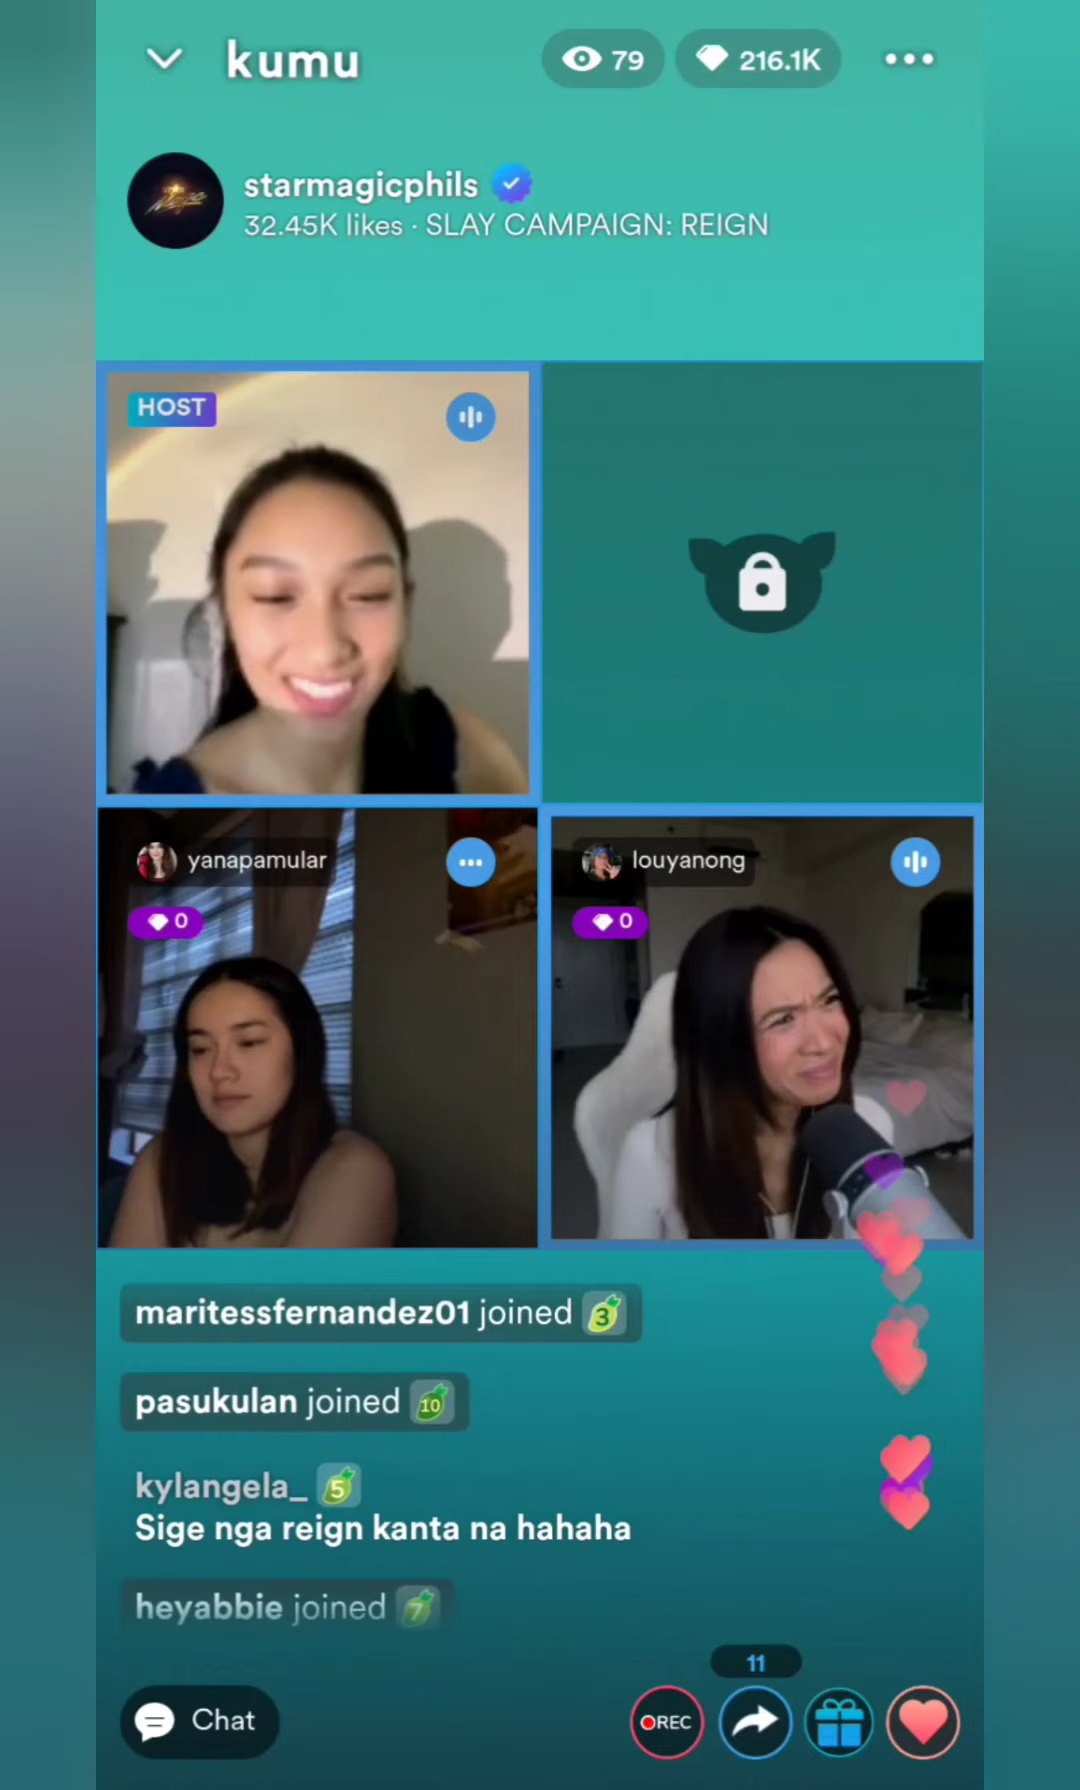 kumu
79
216.1K
starmagicphils
32.45K likes · SLAY CAMPAIGN: REIGN
HOST
yanapamular
0
louyanong
0
maritessfernandez01 joined 3
pasukulan joined 10
kylangela_ 5
Sige nga reign kanta na hahaha
heyabbie joined 7
11
Chat
REC